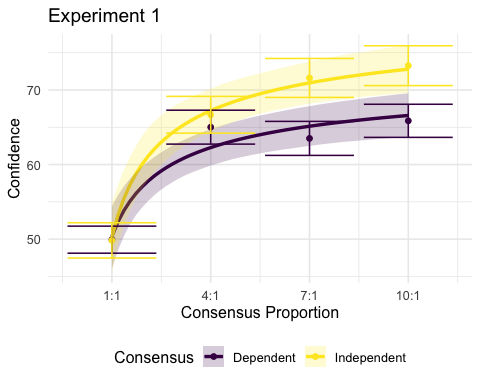 Experiment 1
Confidence
70
60
50
1:1 4:1 7:1 10:1
Consensus Proportion
Consensus Dependent Independent